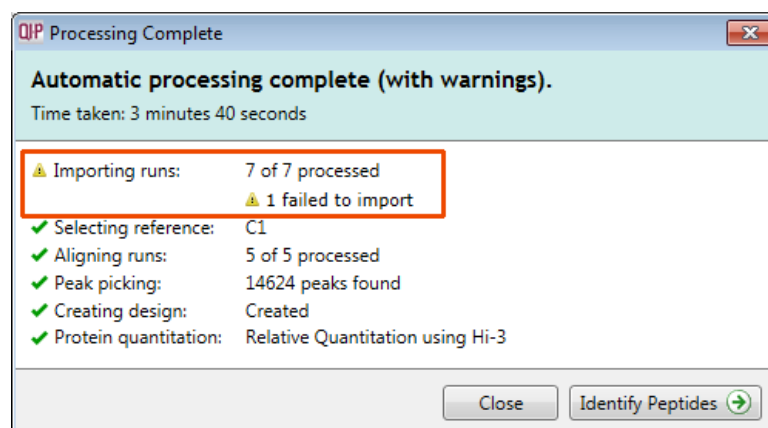 QIP Processing Complete
Automatic processing complete (with warnings).
Time taken: 3 minutes 40 seconds
Importing runs: 7 of 7 processed
1 failed to import
Selecting reference: C1
Aligning runs: 5 of 5 processed
Peak picking: 14624 peaks found
Creating design: Created
Protein quantitation: Relative Quantitation using Hi-3
Close Identify Peptides